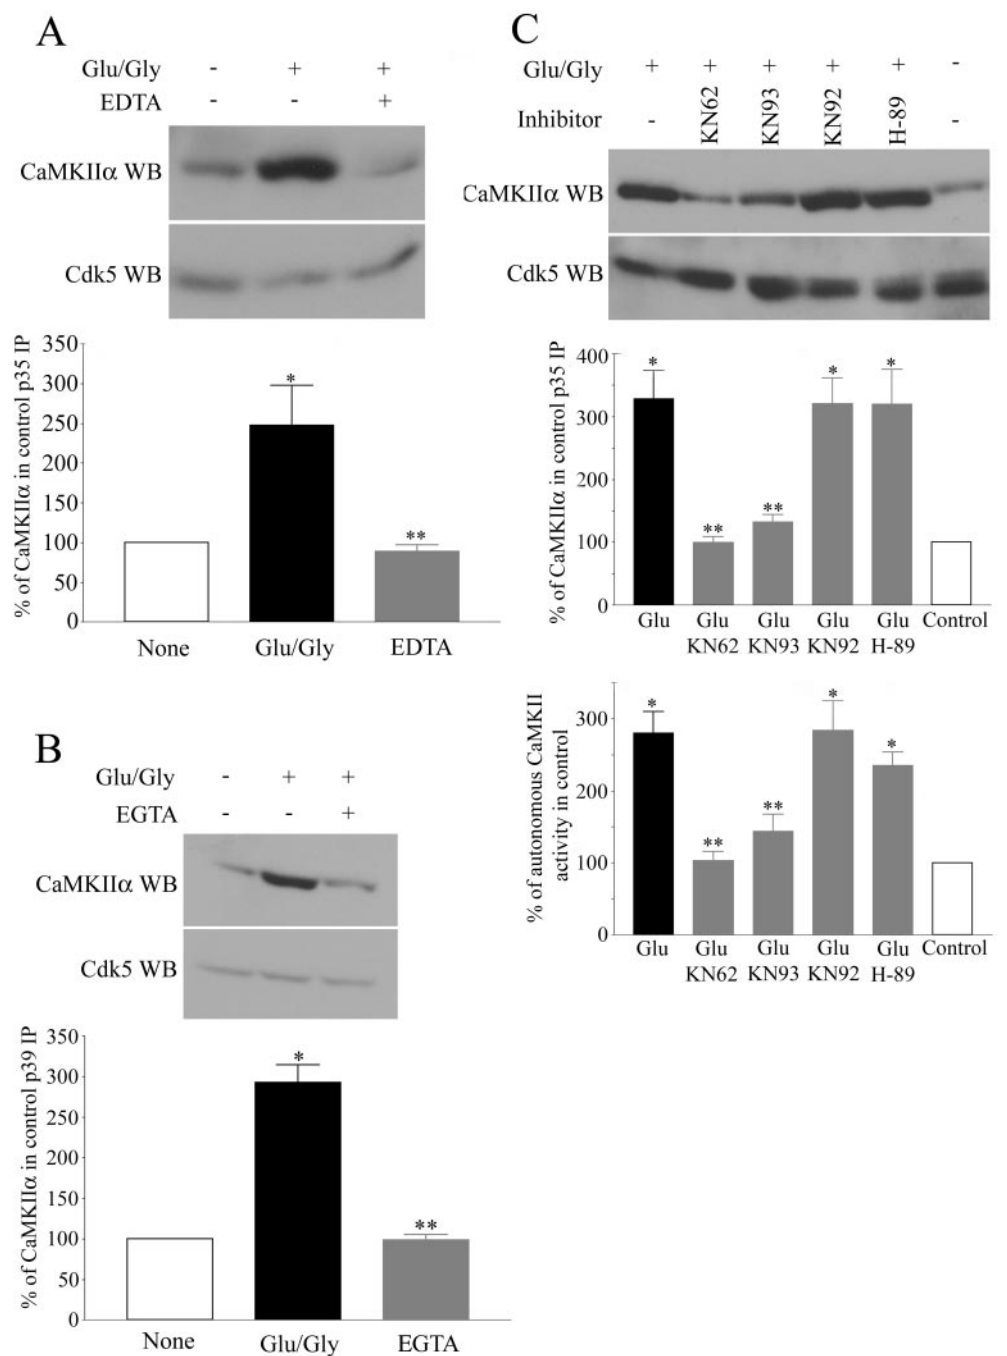 A
Glu/Gly - + +
EDTA - - +
CaMKIIα WB
Cdk5 WB
% of CaMKIIα in control p35 IP
350
300
250
200
150
100
50
0
*
**
None Glu/Gly EDTA
B
Glu/Gly - + +
EGTA - - +
CaMKIIα WB
Cdk5 WB
% of CaMKIIα in control p39 IP
350
300
250
200
150
100
50
0
*
**
None Glu/Gly EGTA
C
Glu/Gly + + + + + -
Inhibitor - KN62 KN93 KN92 H-89 -
CaMKIIα WB
Cdk5 WB
% of CaMKIIα in control p35 IP
400
300
200
100
0
* ** ** * *
Glu Glu Glu Glu Glu Control
KN62 KN93 KN92 H-89
% of autonomous CaMKII
activity in control
300
200
100
0
* ** ** * *
Glu Glu Glu Glu Glu Control
KN62 KN93 KN92 H-89